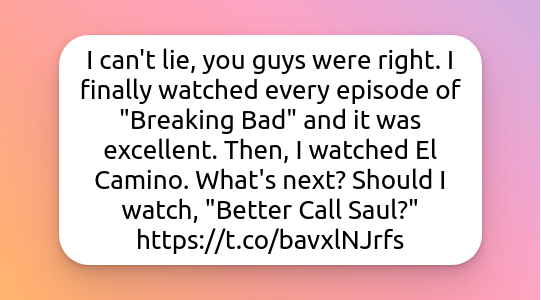 I can't lie, you guys were right. I
finally watched every episode of
"Breaking Bad" and it was
excellent. Then, I watched El
Camino. What's next? Should I
watch, "Better Call Saul?"
https://t.co/bavxlNJrfs